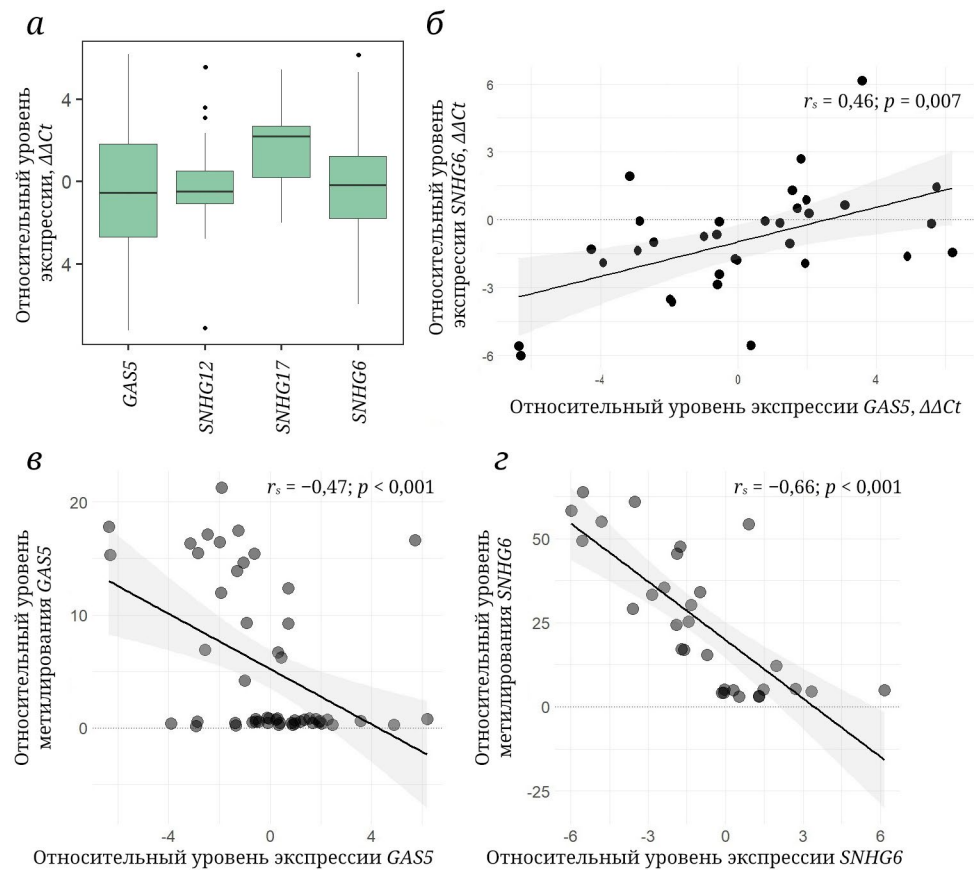 а
Относительный уровень
экспрессии, ΔΔCt
4
0
4
GAS5
SNHG12
SNHG17
SNHG6
б
Относительный уровень
экспрессии SNHG6, ΔΔCt
6
3
0
-3
-6
rs = 0,46; p = 0,007
-4
0
4
Относительный уровень экспрессии GAS5, ΔΔCt
в
Относительный уровень
метилирования GAS5
20
10
0
rs = −0,47; p < 0,001
-4
0
4
Относительный уровень экспрессии GAS5
г
Относительный уровень
метилирования SNHG6
50
25
0
-25
rs = −0,66; p < 0,001
-6
-3
0
3
6
Относительный уровень экспрессии SNHG6